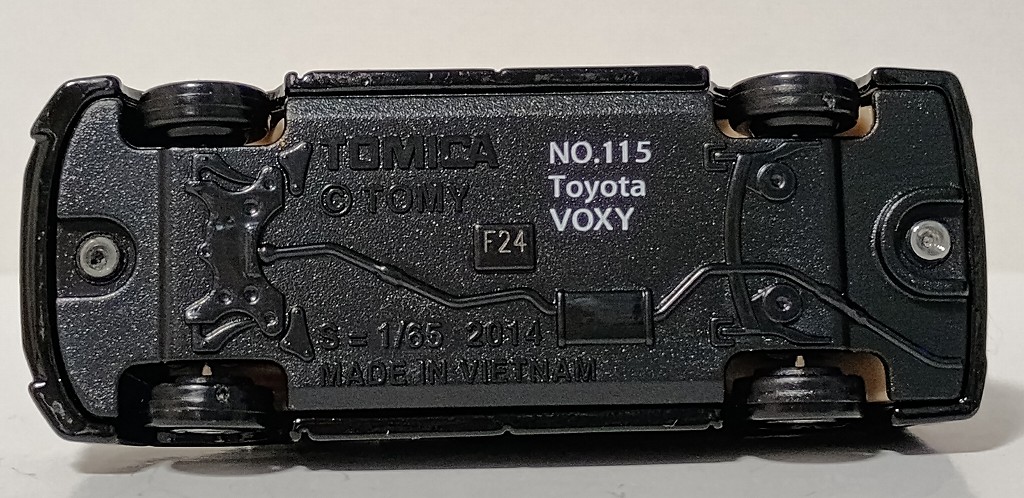 TOMICA
© TOMY
NO.115
Toyota
VOXY
F24
S = 1/65 2014
MADE IN VIETNAM